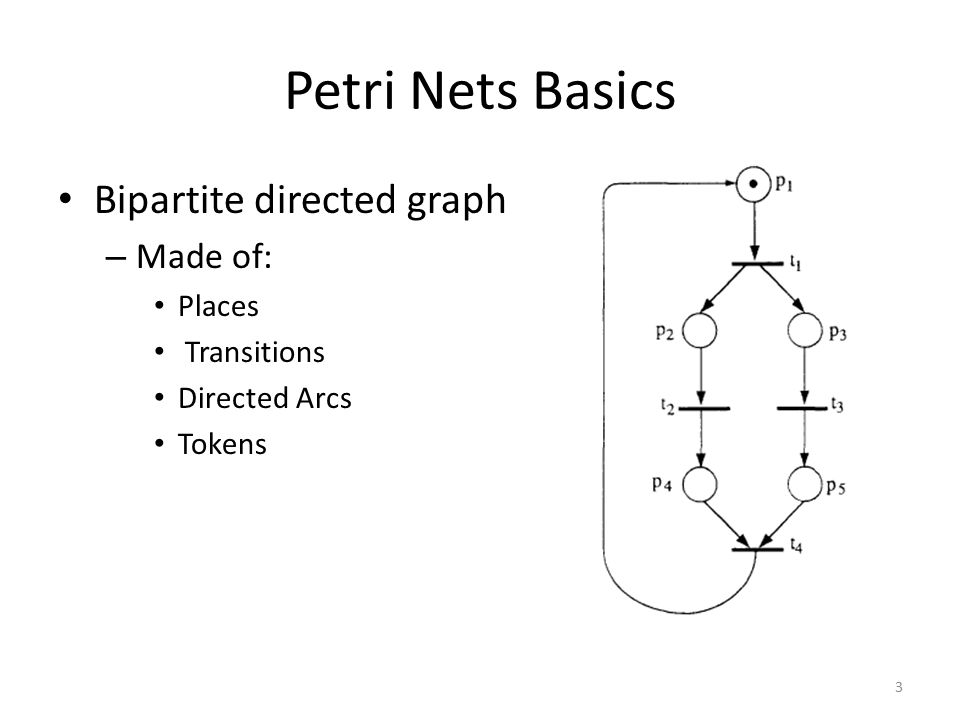 Petri Nets Basics
• Bipartite directed graph
– Made of:
• Places
• Transitions
• Directed Arcs
• Tokens
p1
t1
p2
p3
t2
t3
p4
p5
t4
3